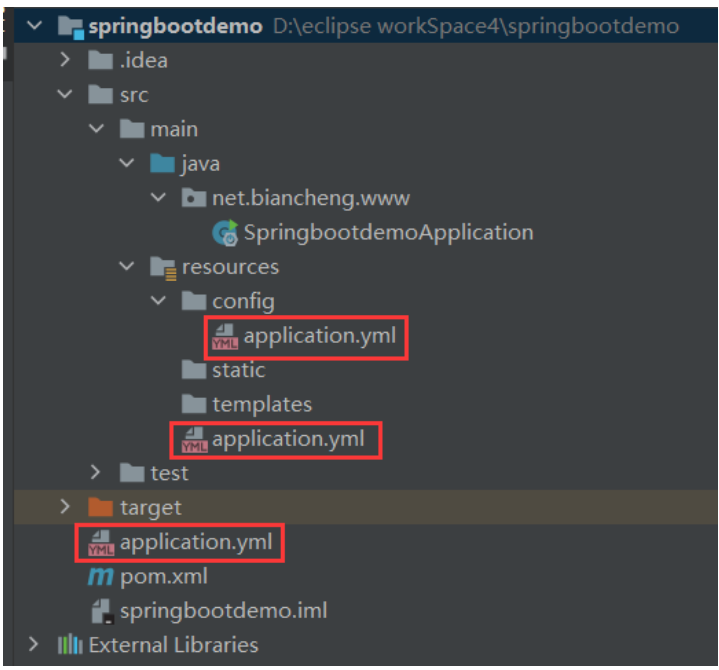 springbootdemo D:\eclipse workSpace4\springbootdemo
.idea
src
main
java
net.biancheng.www
SpringbootdemoApplication
resources
config
YML application.yml
static
templates
YML application.yml
test
target
YML application.yml
m pom.xml
springbootdemo.iml
External Libraries